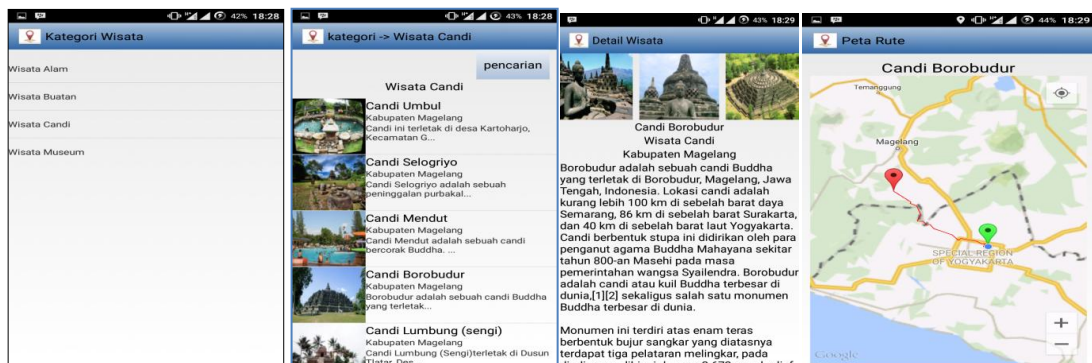 42% 18:28
Kategori Wisata
Wisata Alam
Wisata Buatan
Wisata Candi
Wisata Museum
43% 18:28
kategori -> Wisata Candi
pencarian
Wisata Candi
Candi Umbul
Kabupaten Magelang
Candi ini terletak di desa Kartoharjo,
Kecamatan G...
Candi Selogriyo
Kabupaten Magelang
Candi Selogriyo adalah sebuah
peninggalan purbakal...
Candi Mendut
Kabupaten Magelang
Candi Mendut adalah sebuah candi
bercorak Buddha. ...
Candi Borobudur
Kabupaten Magelang
Borobudur adalah sebuah candi Buddha
yang terletak...
Candi Lumbung (sengi)
Kabupaten Magelang
Candi Lumbung (Sengi)terletak di Dusun
43% 18:29
Detail Wisata
Candi Borobudur
Wisata Candi
Kabupaten Magelang
Borobudur adalah sebuah candi Buddha
yang terletak di Borobudur, Magelang, Jawa
Tengah, Indonesia. Lokasi candi adalah
kurang lebih 100 km di sebelah barat daya
Semarang, 86 km di sebelah barat Surakarta,
dan 40 km di sebelah barat laut Yogyakarta.
Candi berbentuk stupa ini didirikan oleh para
penganut agama Buddha Mahayana sekitar
tahun 800-an Masehi pada masa
pemerintahan wangsa Syailendra. Borobudur
adalah candi atau kuil Buddha terbesar di
dunia,[1][2] sekaligus salah satu monumen
Buddha terbesar di dunia.
Monumen ini terdiri atas enam teras
berbentuk bujur sangkar yang diatasnya
terdapat tiga pelataran melingkar, pada
44% 18:29
Peta Rute
Candi Borobudur
Temanggung
Magelang
SPECIAL REGION
OF YOGYAKARTA
Google